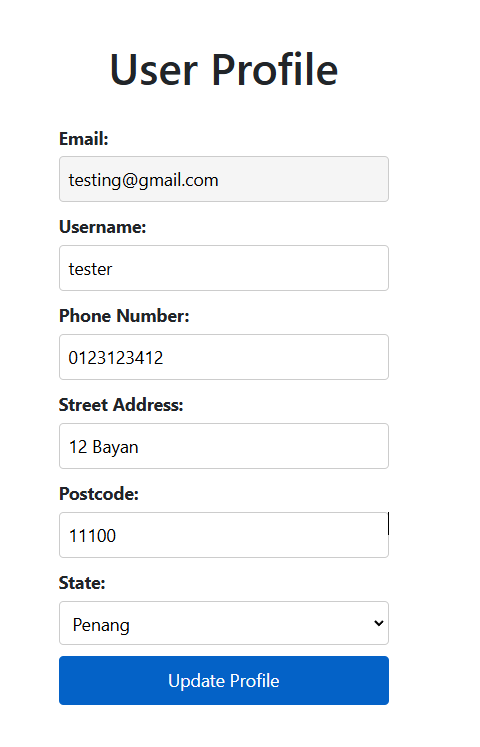 User Profile
Email:
testing@gmail.com
Username:
tester
Phone Number:
0123123412
Street Address:
12 Bayan
Postcode:
11100
State:
Penang
Update Profile